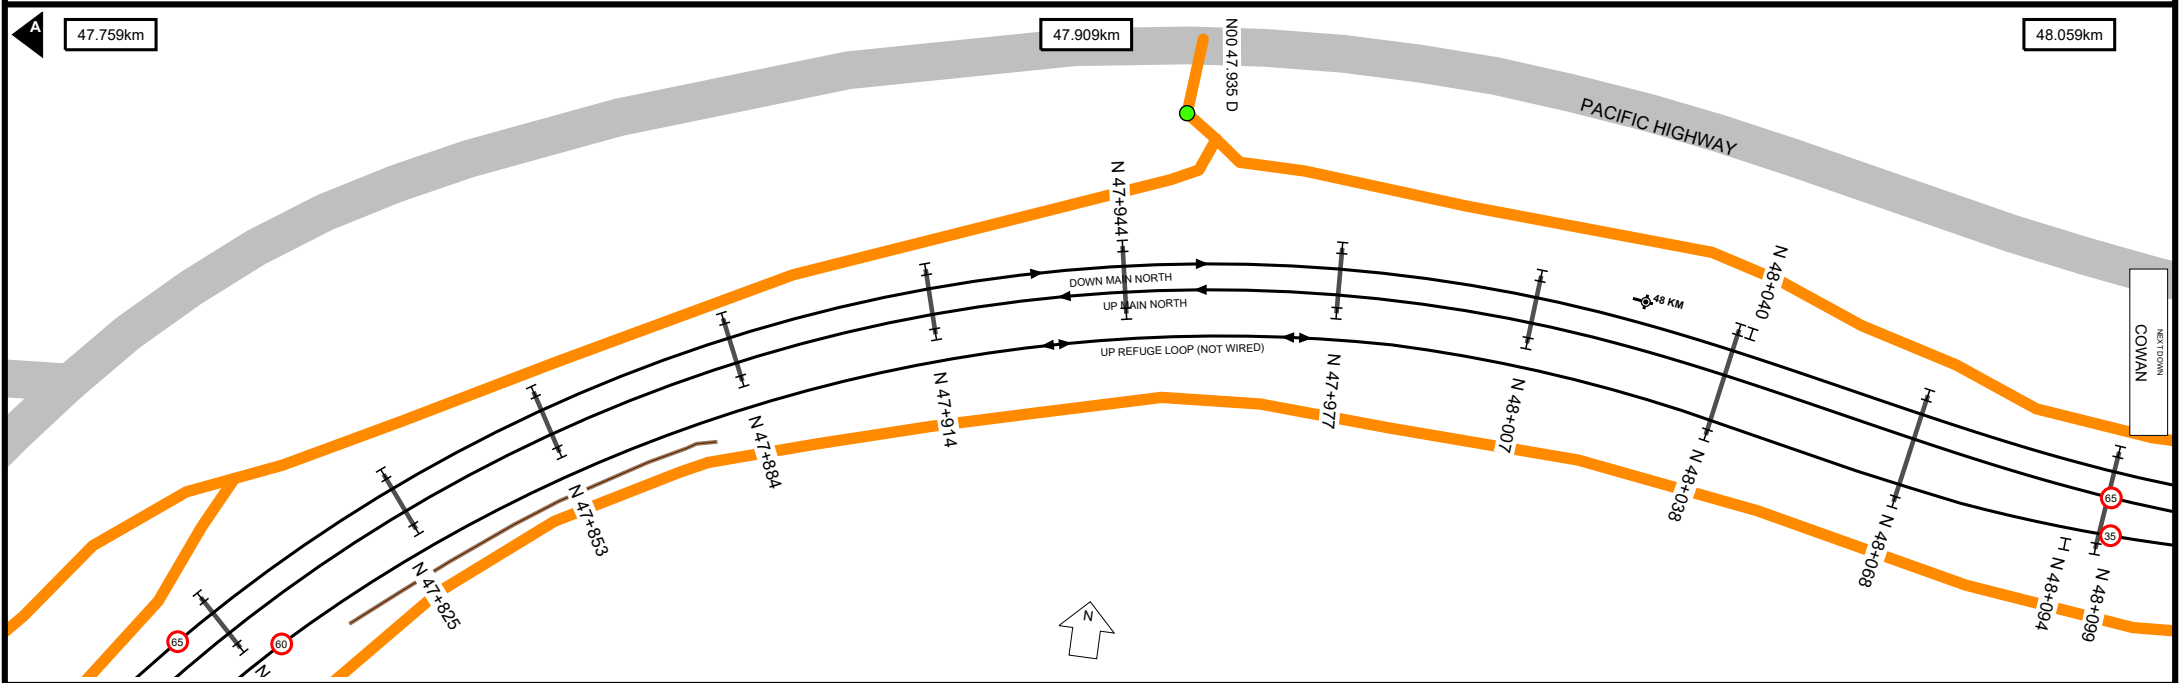 A
47.759km
47.909km
48.059km
N00 47.935 D
PACIFIC HIGHWAY
N 47+944
DOWN MAIN NORTH
UP MAIN NORTH
UP REFUGE LOOP (NOT WIRED)
48 KM
N 48+040
NEXT DOWN
COWAN
N 47+977
N 48+007
N 47+914
N 47+884
N 47+853
N 47+825
N 48+038
N 48+068
N 48+094
N 48+099
65
35
65
60
N
N